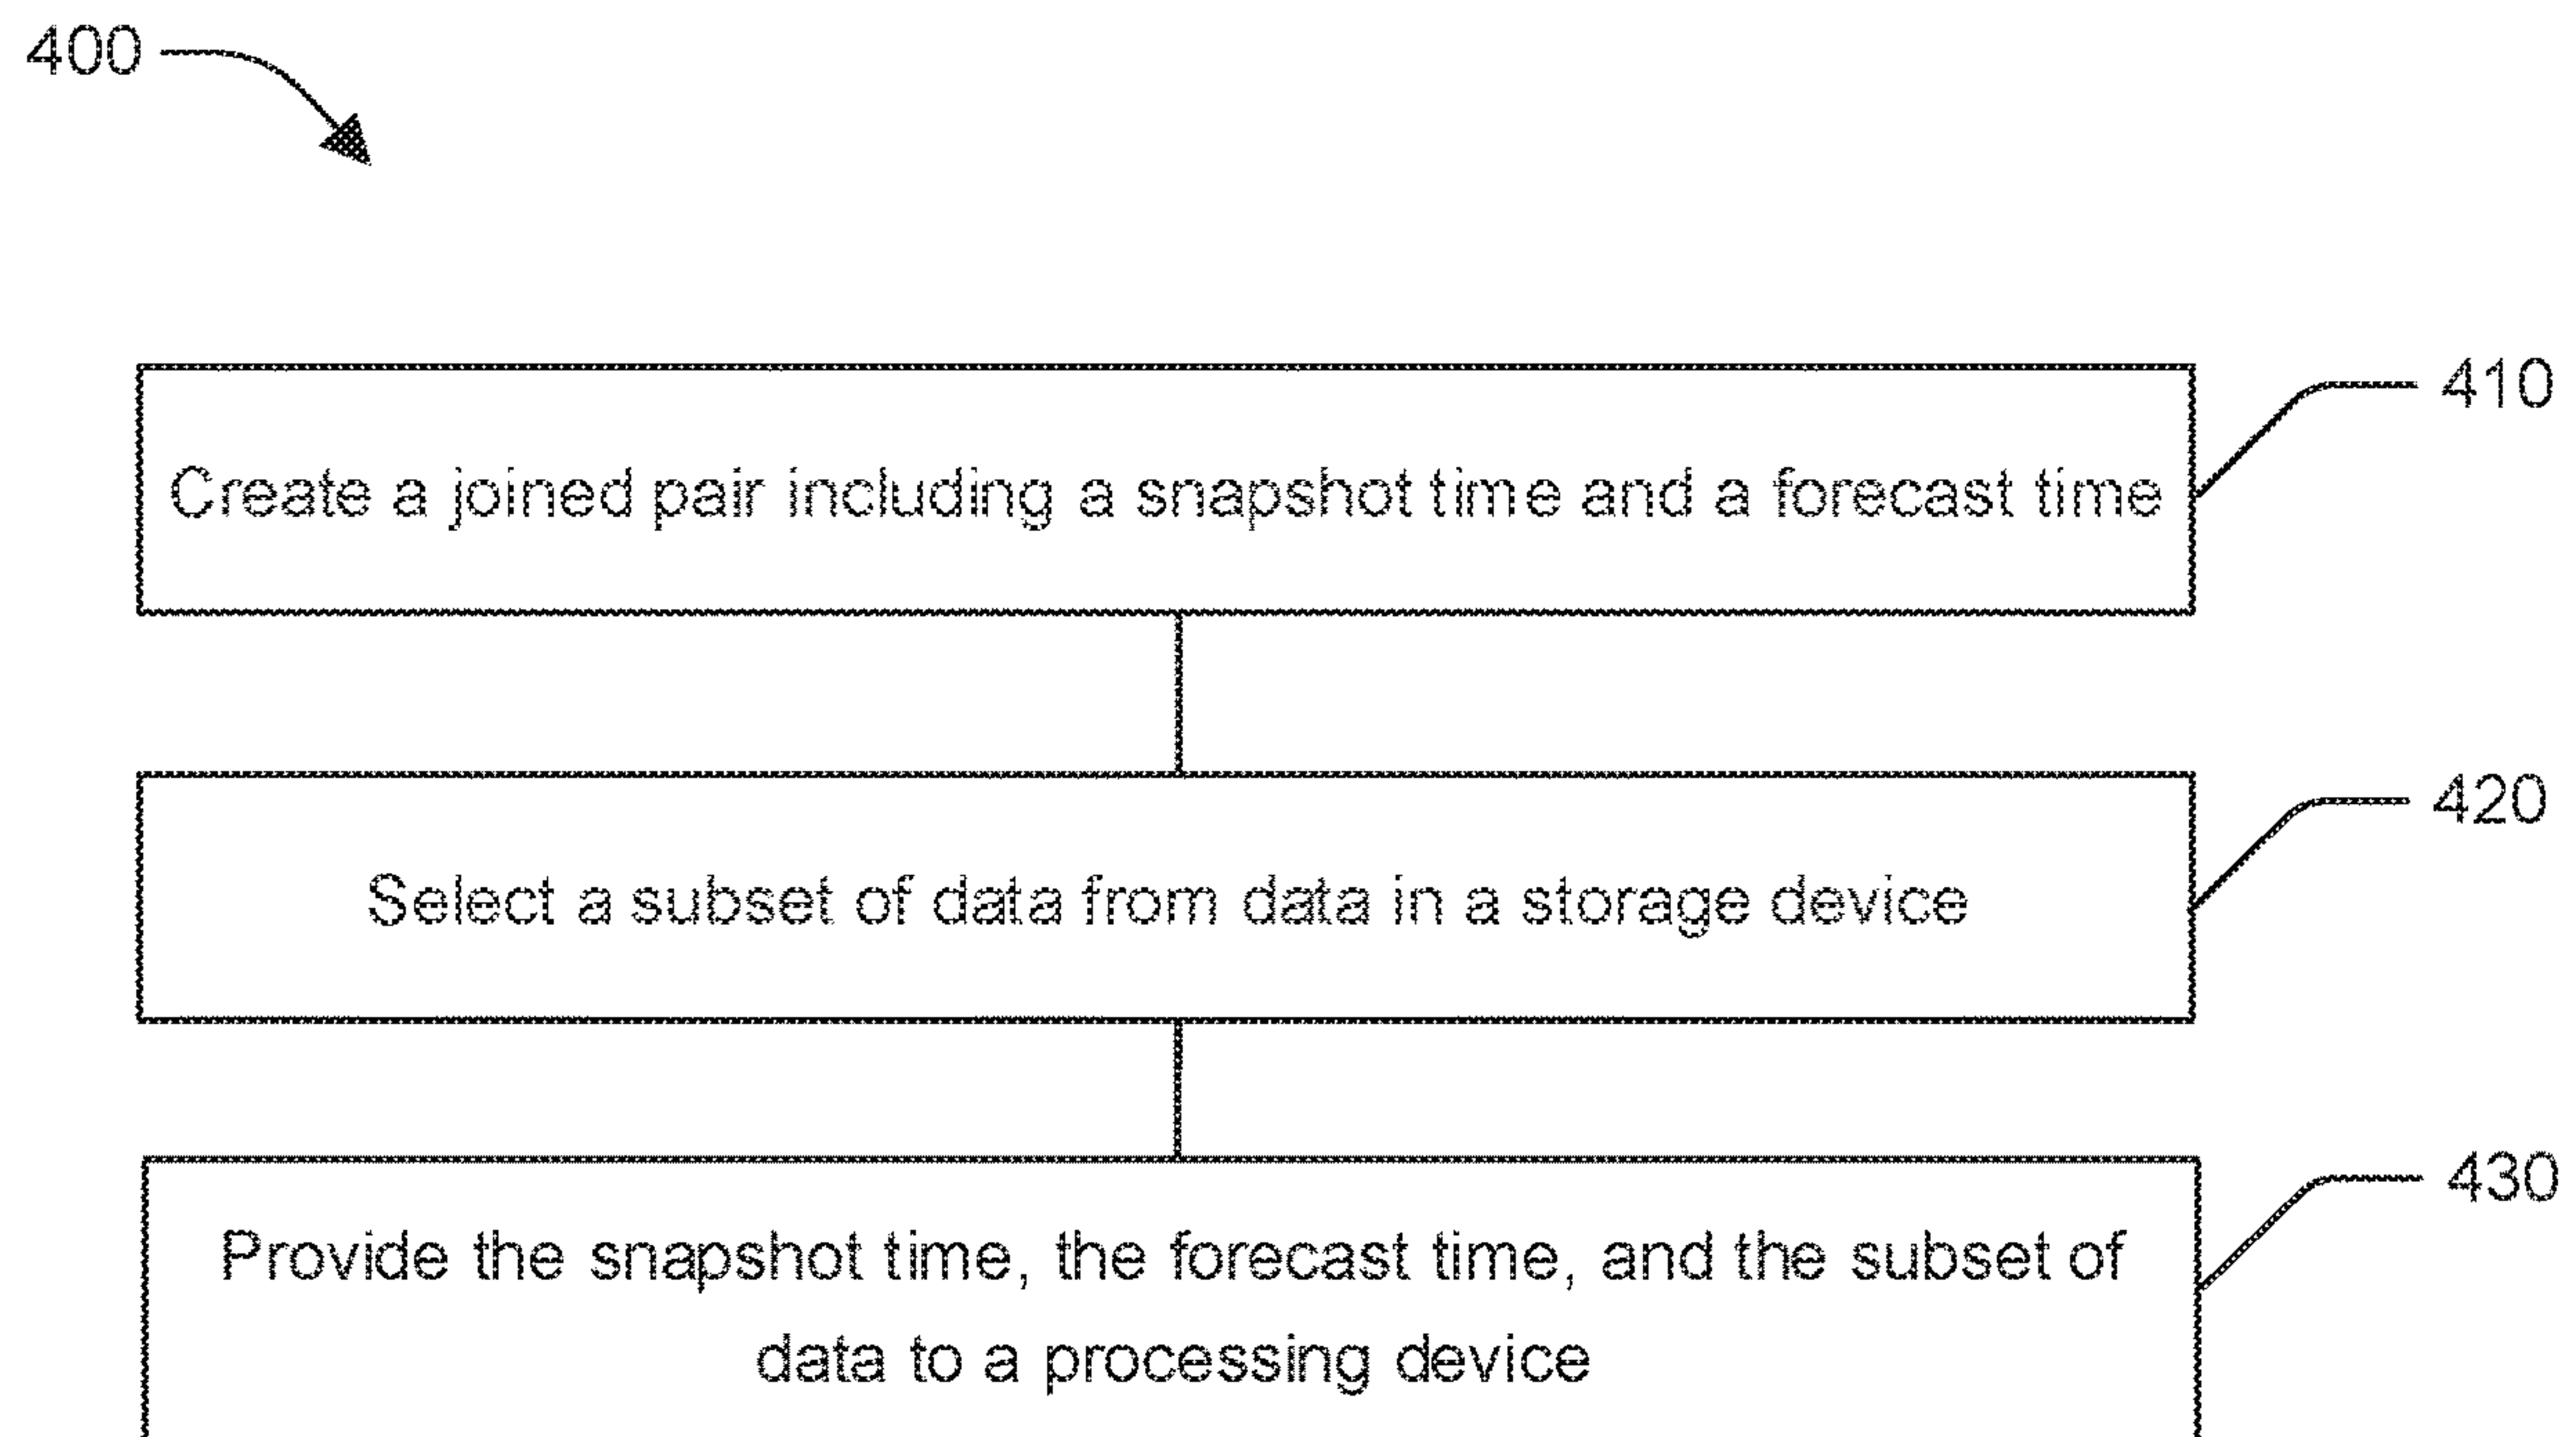 400
410
Create a joined pair including a snapshot time and a forecast time
420
Select a subset of data from data in a storage device
430
Provide the snapshot time, the forecast time, and the subset of
data to a processing device